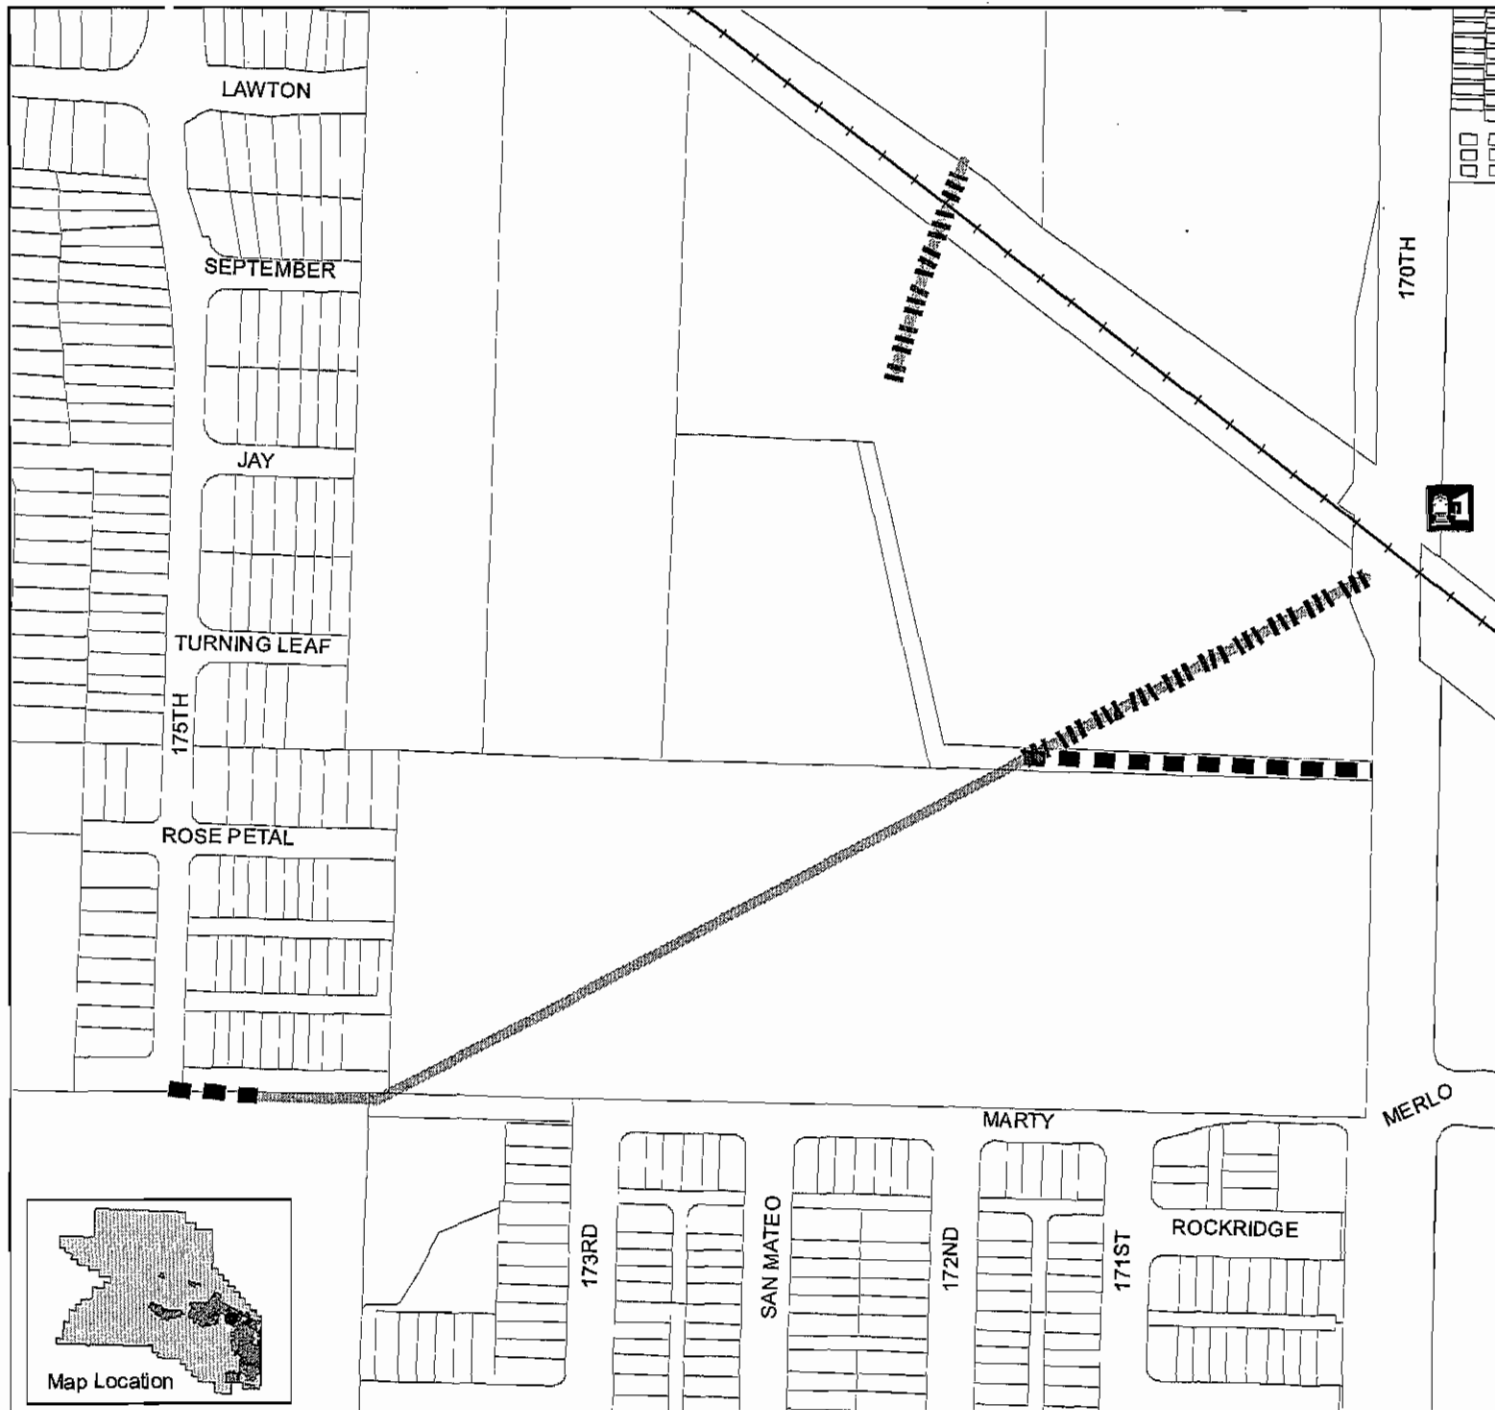 LAWTON
SEPTEMBER
170TH
JAY
TURNING LEAF
175TH
ROSE PETAL
MERLO
MARTY
173RD
SAN MATEO
172ND
171ST
ROCKRIDGE
Map Location